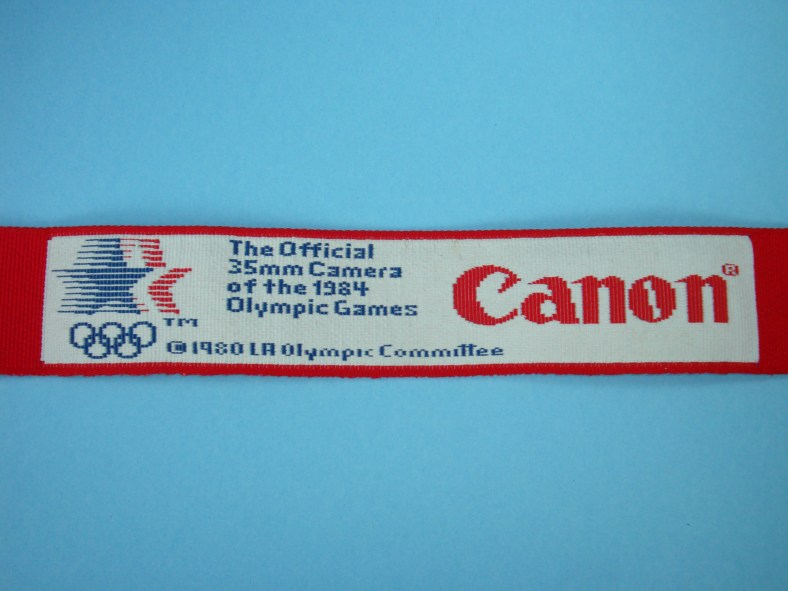 The Official
35mm Camera
of the 1984
Olympic Games
Canon®
TM
©1980 LA Olympic Committee